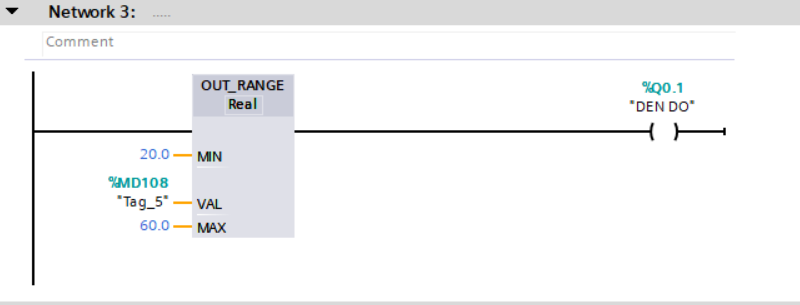 Network 3: .....
Comment
OUT_RANGE
Real
%Q0.1
"DEN DO"
20.0 MIN
%MD108
"Tag_5" VAL
60.0 MAX